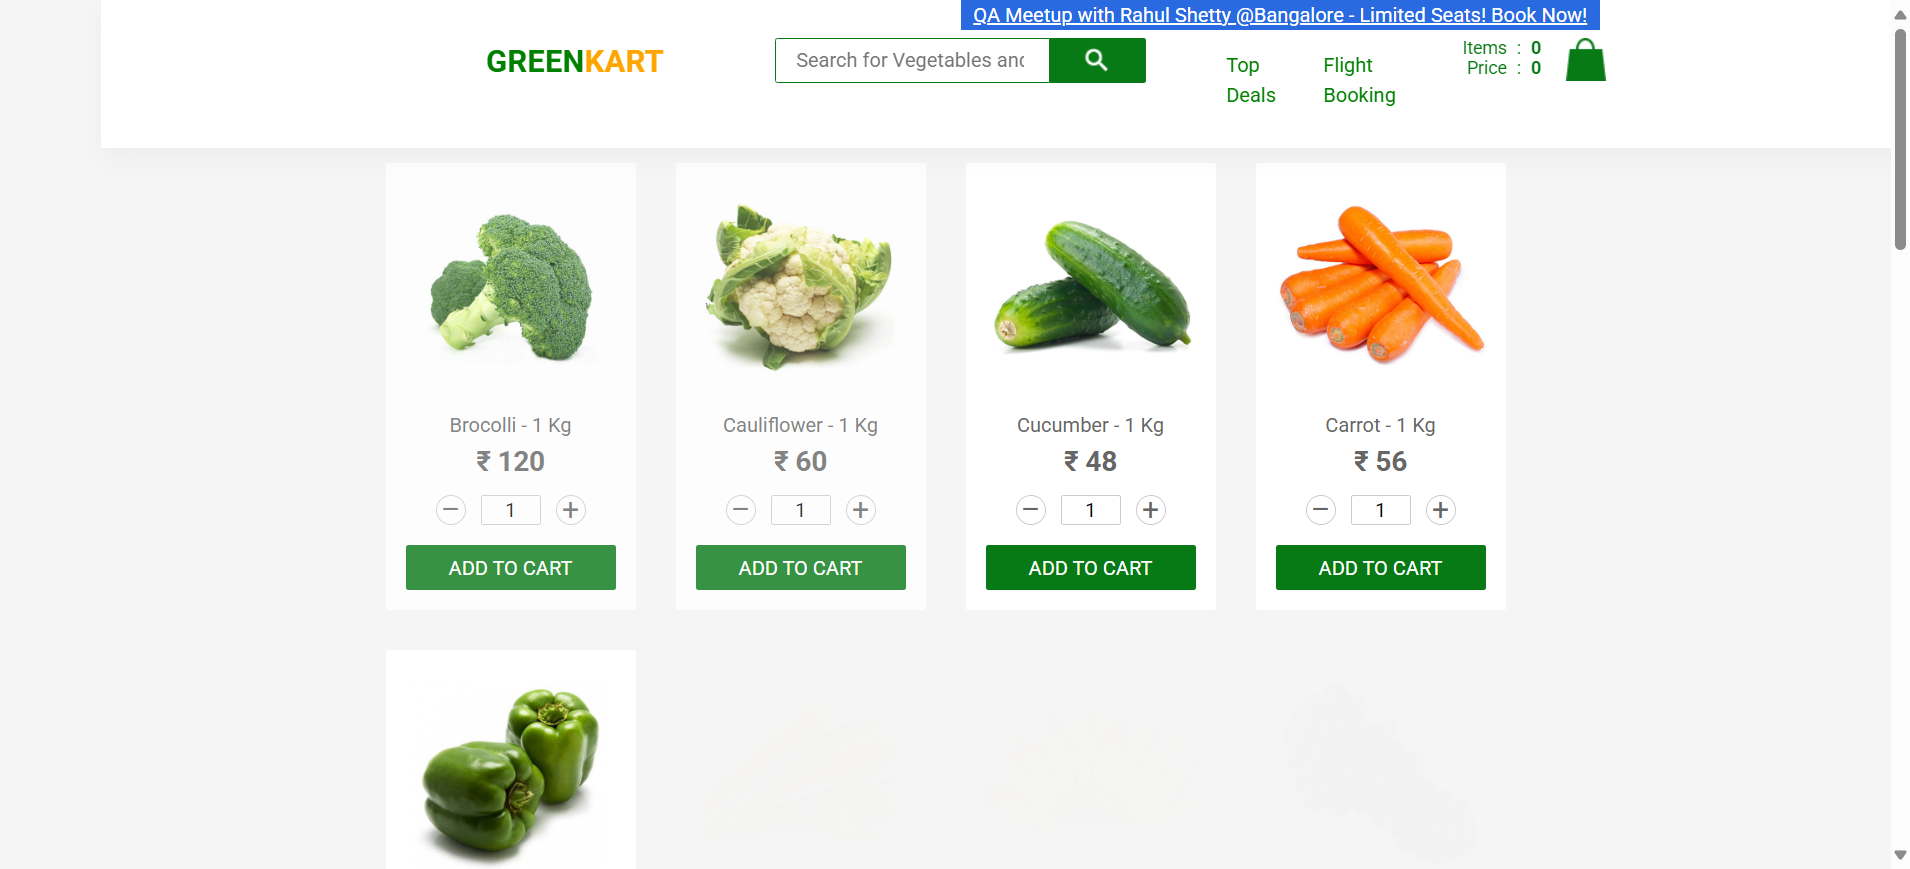 QA Meetup with Rahul Shetty @Bangalore - Limited Seats! Book Now!
GREENKART
Search for Vegetables and
Top
Deals
Flight
Booking
Items : 0
Price : 0
Brocolli - 1 Kg
₹ 120
− 1 +
ADD TO CART
Cauliflower - 1 Kg
₹ 60
− 1 +
ADD TO CART
Cucumber - 1 Kg
₹ 48
− 1 +
ADD TO CART
Carrot - 1 Kg
₹ 56
− 1 +
ADD TO CART